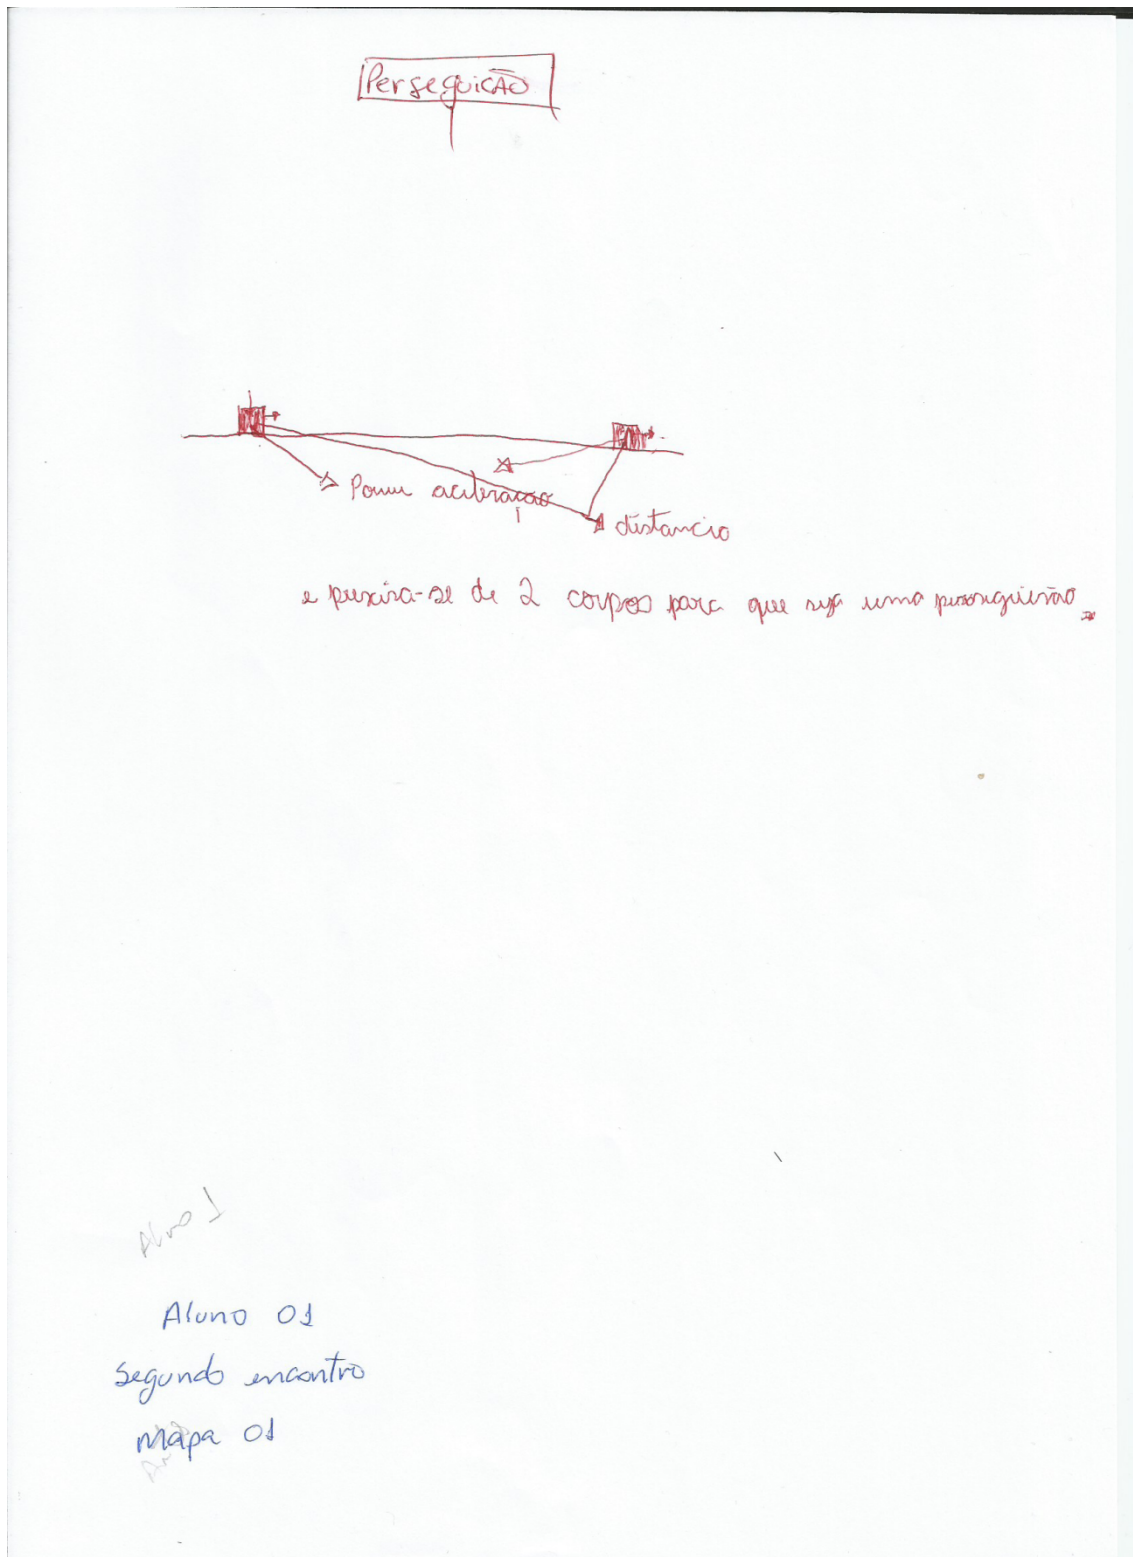 Perseguição
Possui aceleração
distancia
e precisa-se de 2 corpos para que seja uma perseguição
Aluno 1
Aluno 01
Segundo encontro
Mapa 01